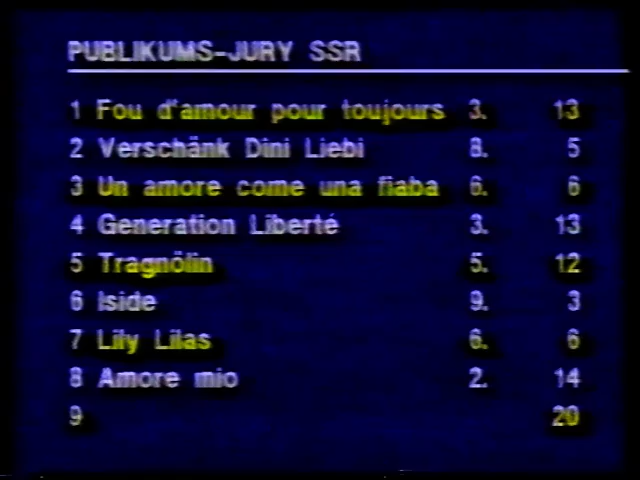 PUBLIKUMS-JURY SSR
1 Fou d'amour pour toujours 3. 13
2 Verschänk Dini Liebi 8. 5
3 Un amore come una fiaba 6. 6
4 Generation Liberté 3. 13
5 Tragnölin 5. 12
6 Iside 9. 3
7 Lily Lilas 6. 6
8 Amore mio 2. 14
9 20